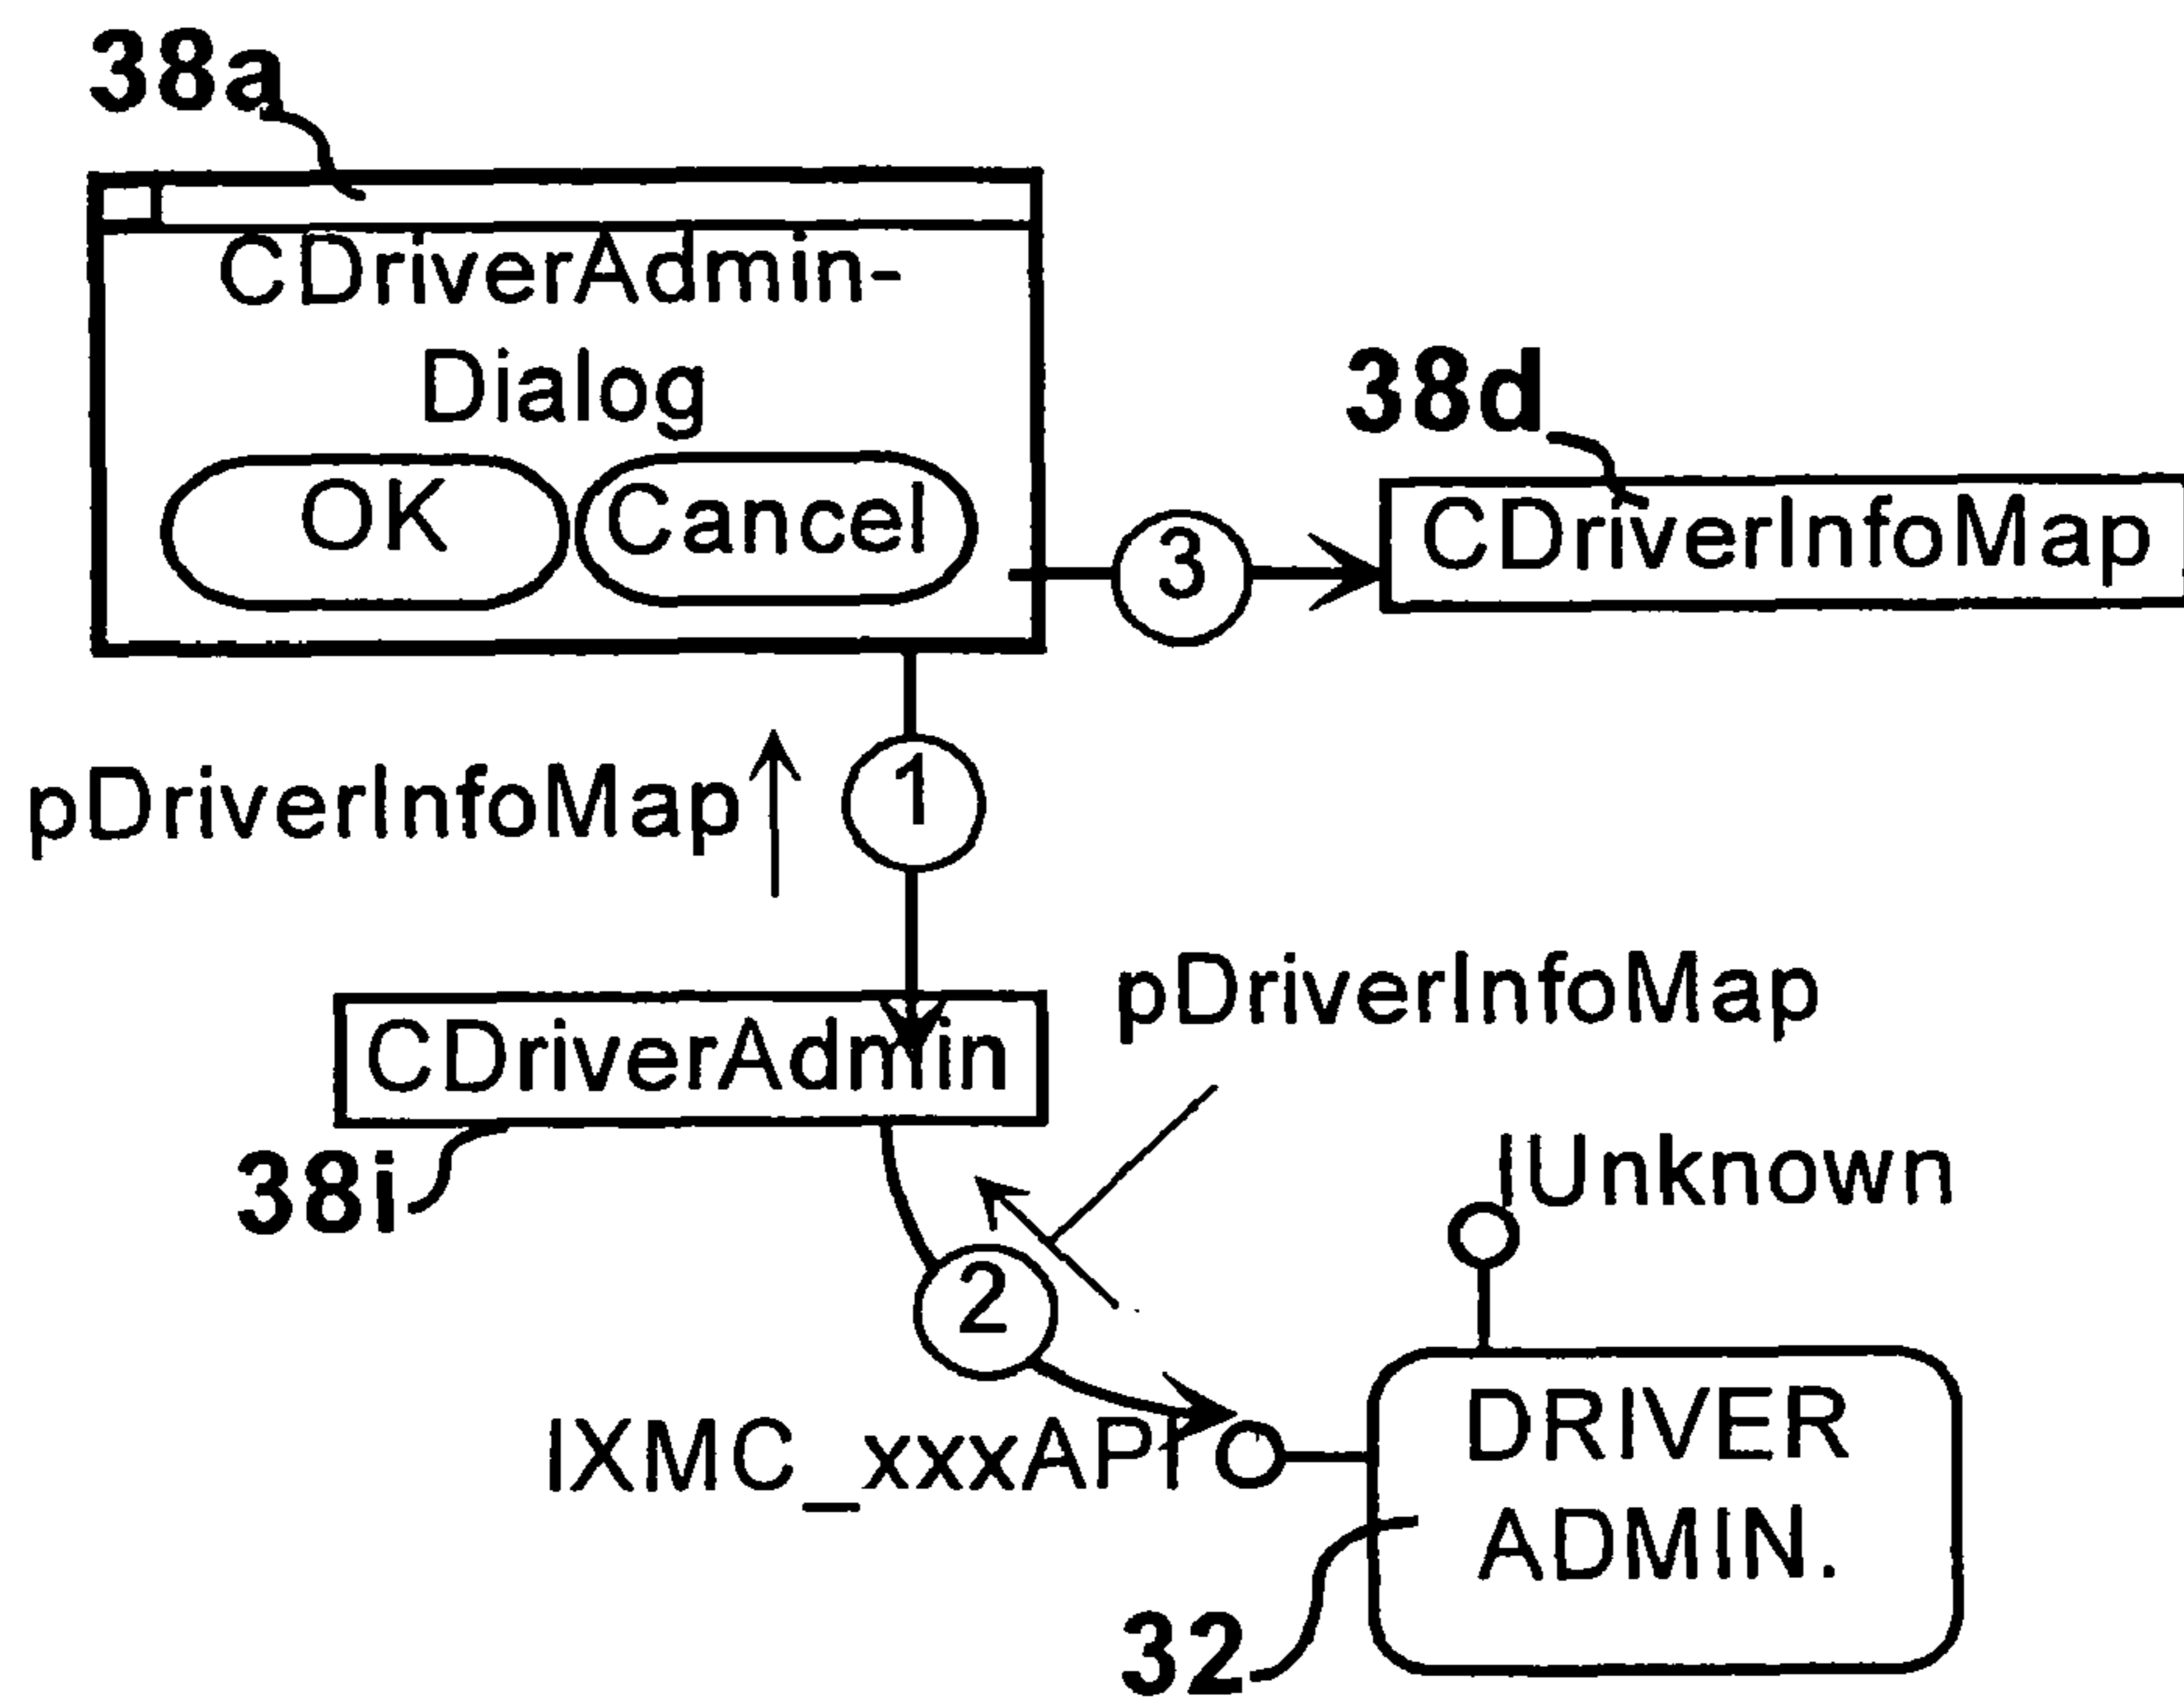 38a
CDriverAdmin-
Dialog
OK
Cancel
38d
3
CDriverInfoMap
1
pDriverInfoMap
pDriverInfoMap
CDriverAdmin
38i
IUnknown
2
DRIVER
IXMC_xxxAPI
ADMIN.
32